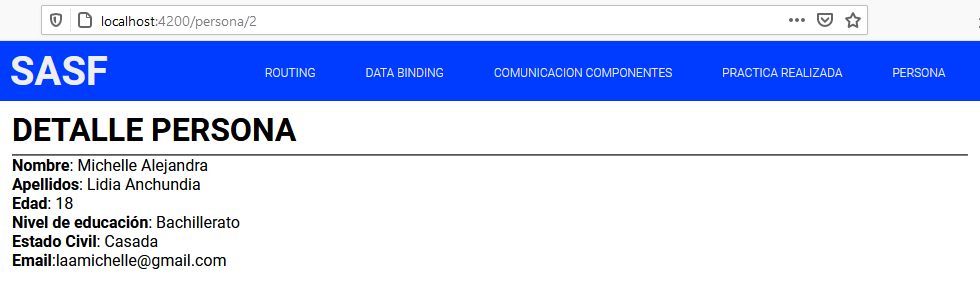 localhost:4200/persona/2
SASF ROUTING DATA BINDING COMUNICACION COMPONENTES PRACTICA REALIZADA PERSONA
DETALLE PERSONA
Nombre: Michelle Alejandra
Apellidos: Lidia Anchundia
Edad: 18
Nivel de educación: Bachillerato
Estado Civil: Casada
Email:laamichelle@gmail.com